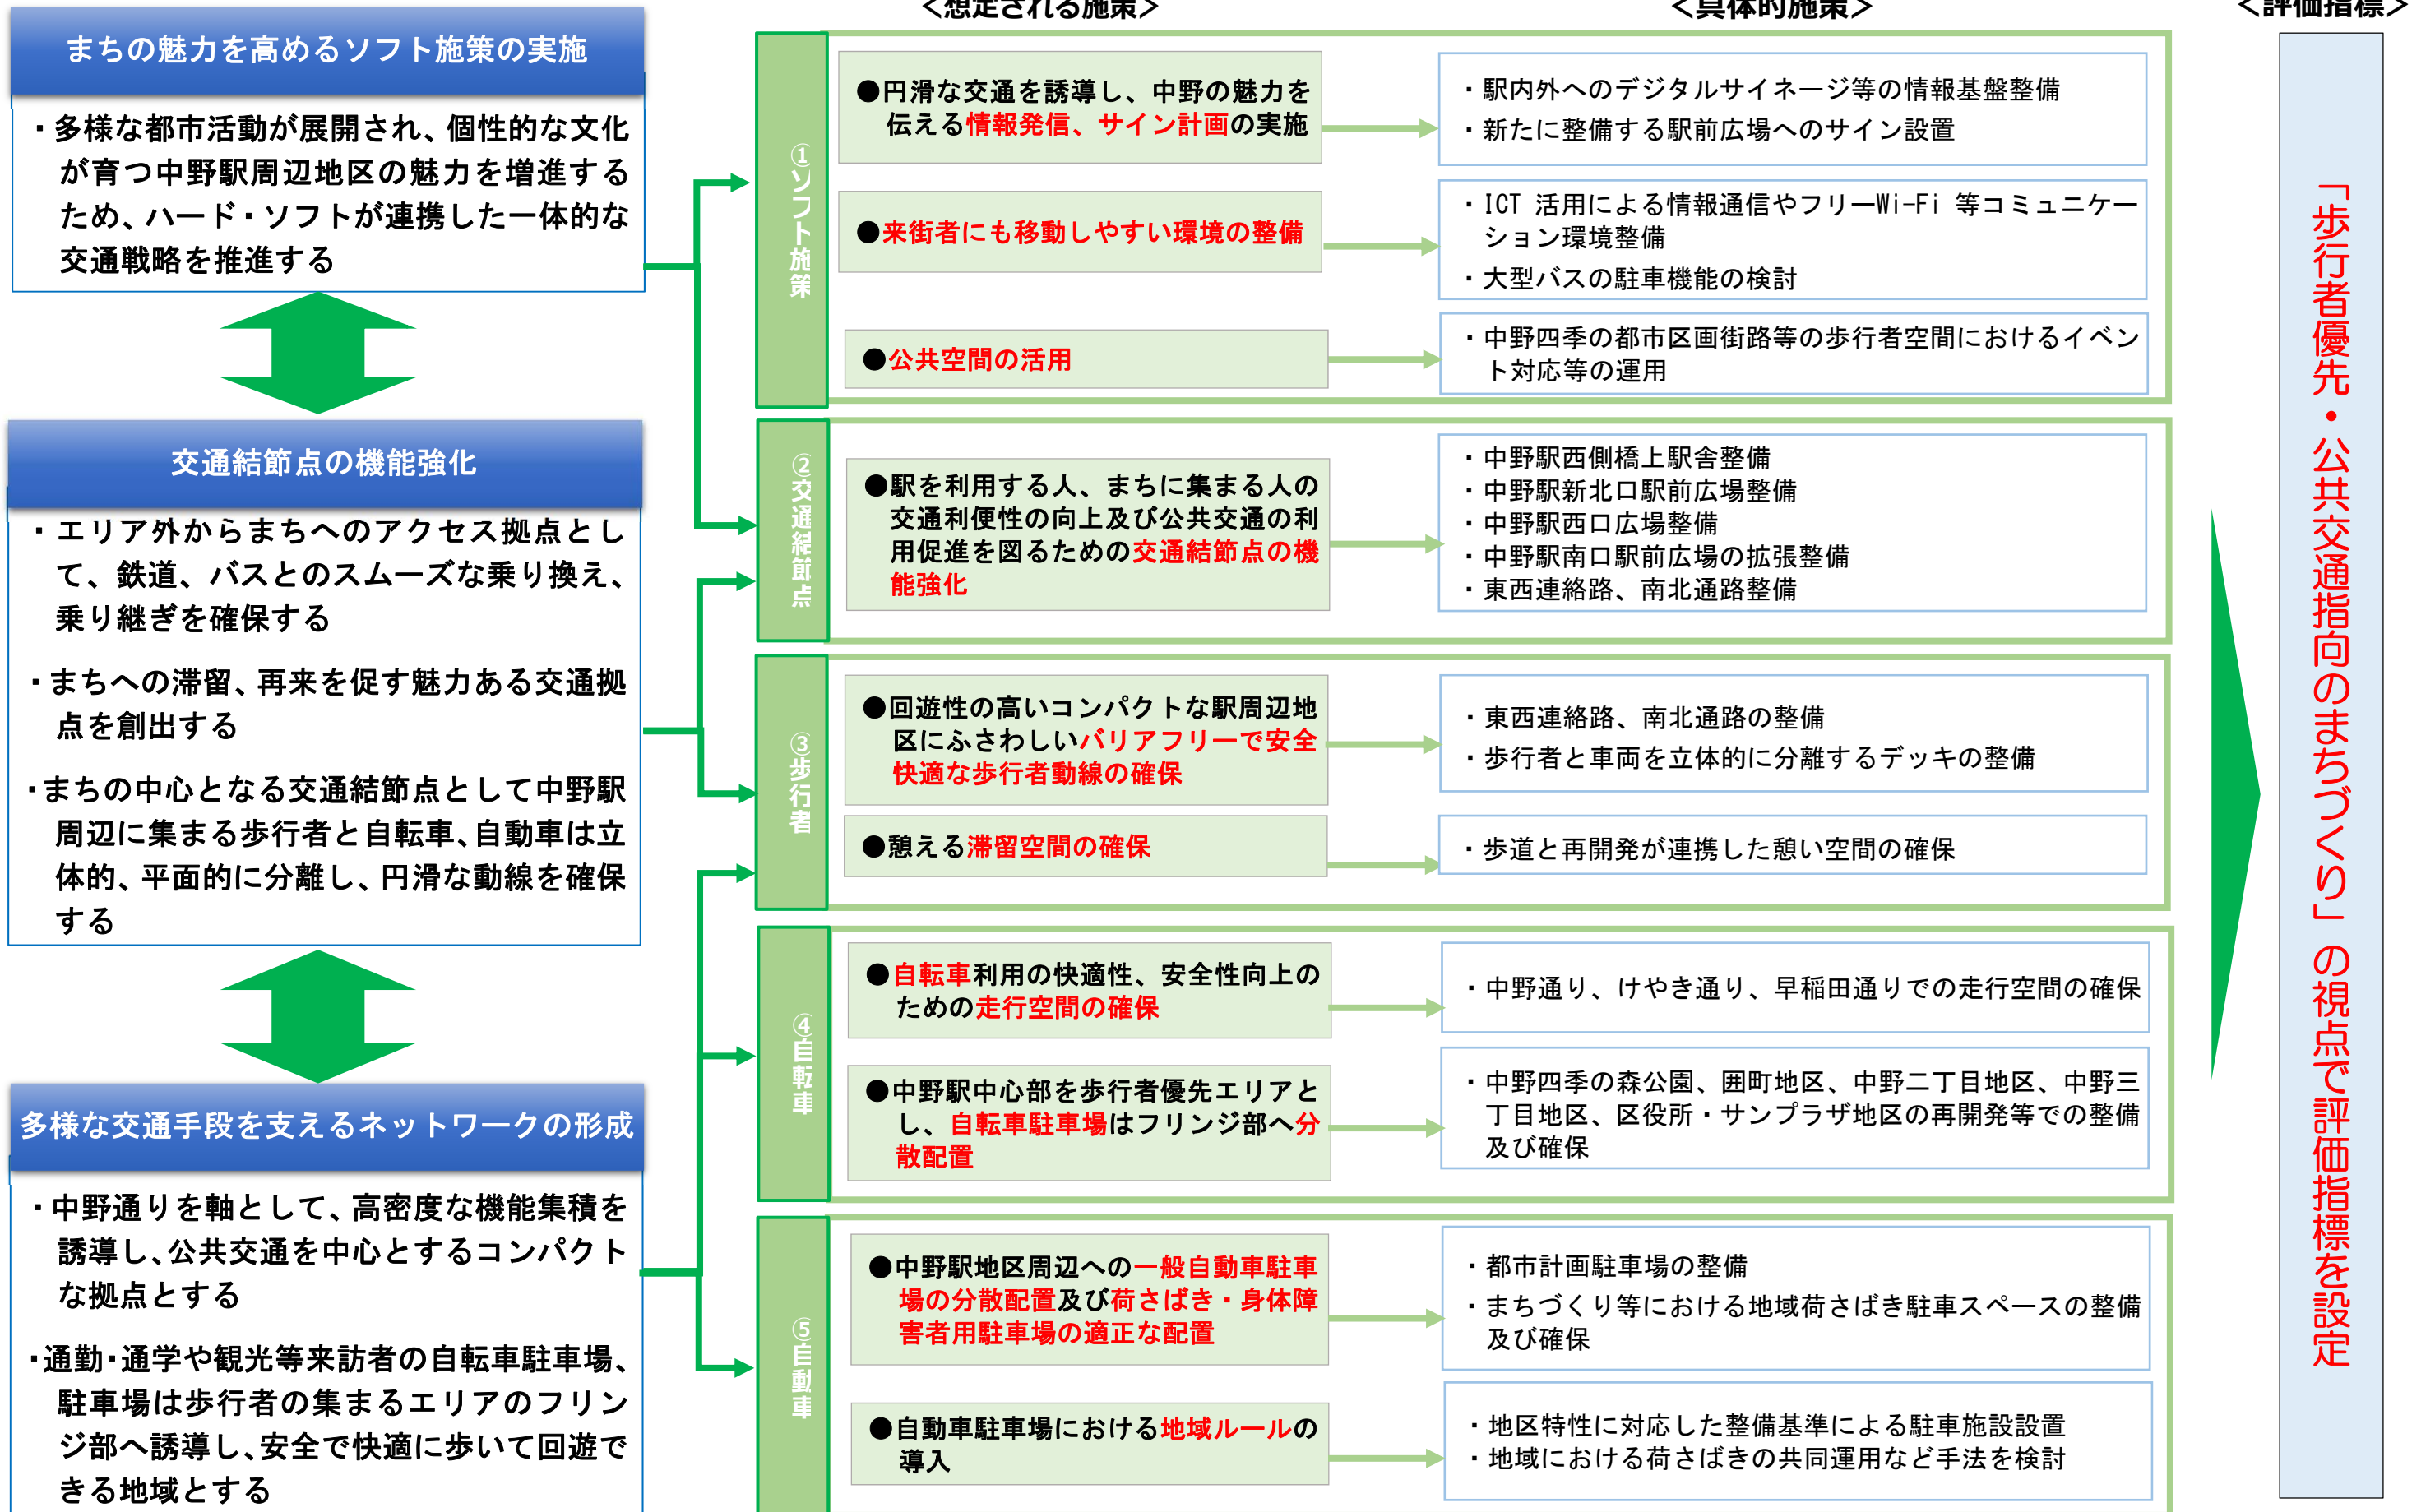 ＜想定される施策＞
＜具体的施策＞
＜評価指標＞
まちの魅力を高めるソフト施策の実施
・多様な都市活動が展開され、個性的な文化
が育つ中野駅周辺地区の魅力を増進する
ため、ハード・ソフトが連携した一体的な
交通戦略を推進する
交通結節点の機能強化
・エリア外からまちへのアクセス拠点とし
て、鉄道、バスとのスムーズな乗り換え、
乗り継ぎを確保する
・まちへの滞留、再来を促す魅力ある交通拠
点を創出する
・まちの中心となる交通結節点として中野駅
周辺に集まる歩行者と自転車、自動車は立
体的、平面的に分離し、円滑な動線を確保
する
多様な交通手段を支えるネットワークの形成
・中野通りを軸として、高密度な機能集積を
誘導し、公共交通を中心とするコンパクト
な拠点とする
・通勤・通学や観光等来訪者の自転車駐車場、
駐車場は歩行者の集まるエリアのフリン
ジ部へ誘導し、安全で快適に歩いて回遊で
きる地域とする
①ソフト施策
●円滑な交通を誘導し、中野の魅力を
伝える情報発信、サイン計画の実施
・駅内外へのデジタルサイネージ等の情報基盤整備
・新たに整備する駅前広場へのサイン設置
●来街者にも移動しやすい環境の整備
・ICT 活用による情報通信やフリーWi-Fi 等コミュニケー
ション環境整備
・大型バスの駐車機能の検討
●公共空間の活用
・中野四季の都市区画街路等の歩行者空間におけるイベン
ト対応等の運用
②交通結節点
●駅を利用する人、まちに集まる人の
交通利便性の向上及び公共交通の利
用促進を図るための交通結節点の機
能強化
・中野駅西側橋上駅舎整備
・中野駅新北口駅前広場整備
・中野駅西口広場整備
・中野駅南口駅前広場の拡張整備
・東西連絡路、南北通路整備
③歩行者
●回遊性の高いコンパクトな駅周辺地
区にふさわしいバリアフリーで安全
快適な歩行者動線の確保
・東西連絡路、南北通路の整備
・歩行者と車両を立体的に分離するデッキの整備
●憩える滞留空間の確保
・歩道と再開発が連携した憩い空間の確保
④自転車
●自転車利用の快適性、安全性向上の
ための走行空間の確保
・中野通り、けやき通り、早稲田通りでの走行空間の確保
●中野駅中心部を歩行者優先エリアと
し、自転車駐車場はフリンジ部へ分
散配置
・中野四季の森公園、囲町地区、中野二丁目地区、中野三
丁目地区、区役所・サンプラザ地区の再開発等での整備
及び確保
⑤自動車
●中野駅地区周辺への一般自動車駐車
場の分散配置及び荷さばき・身体障
害者用駐車場の適正な配置
・都市計画駐車場の整備
・まちづくり等における地域荷さばき駐車スペースの整備
及び確保
●自動車駐車場における地域ルールの
導入
・地区特性に対応した整備基準による駐車施設設置
・地域における荷さばきの共同運用など手法を検討
「歩行者優先・公共交通指向のまちづくり」の視点で評価指標を設定